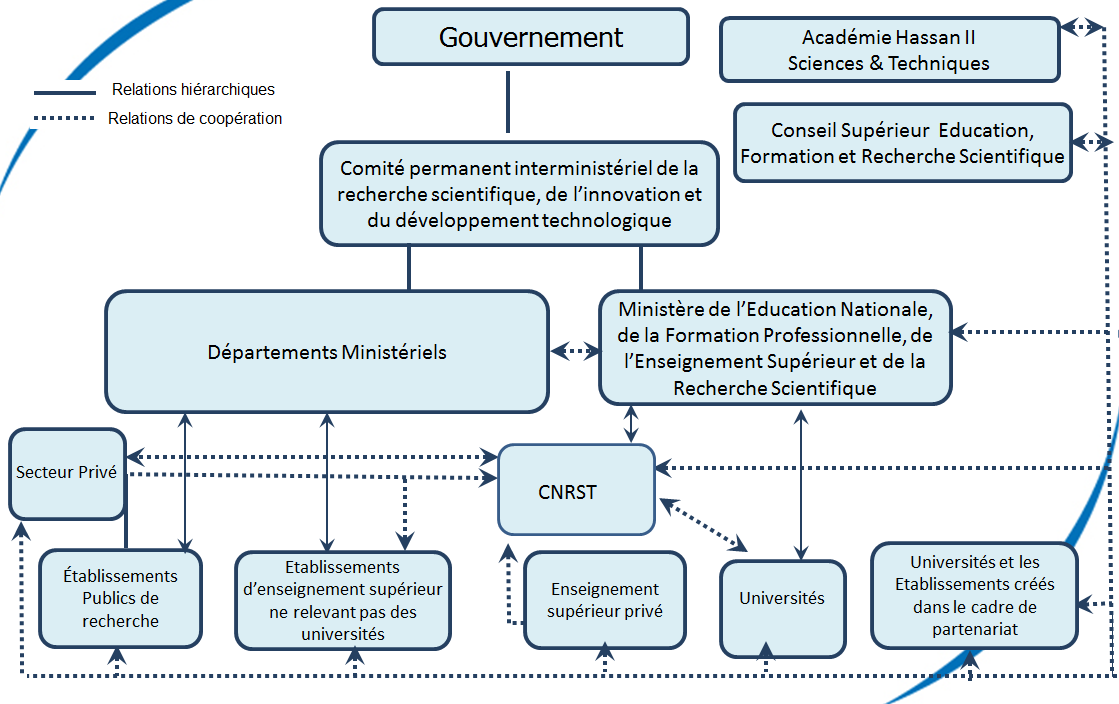 Gouvernement
Académie Hassan II
Sciences & Techniques
Relations hiérarchiques
Relations de coopération
Conseil Supérieur Education,
Formation et Recherche Scientifique
Comité permanent interministériel de la
recherche scientifique, de l'innovation et
du développement technologique
Départements Ministériels
Ministère de l'Education Nationale,
de la Formation Professionnelle, de
l'Enseignement Supérieur et de la
Recherche Scientifique
Secteur Privé
CNRST
Établissements
Publics de
recherche
Etablissements
d'enseignement supérieur
ne relevant pas des
universités
Enseignement
supérieur privé
Universités
Universités et les
Etablissements créés
dans le cadre de
partenariat